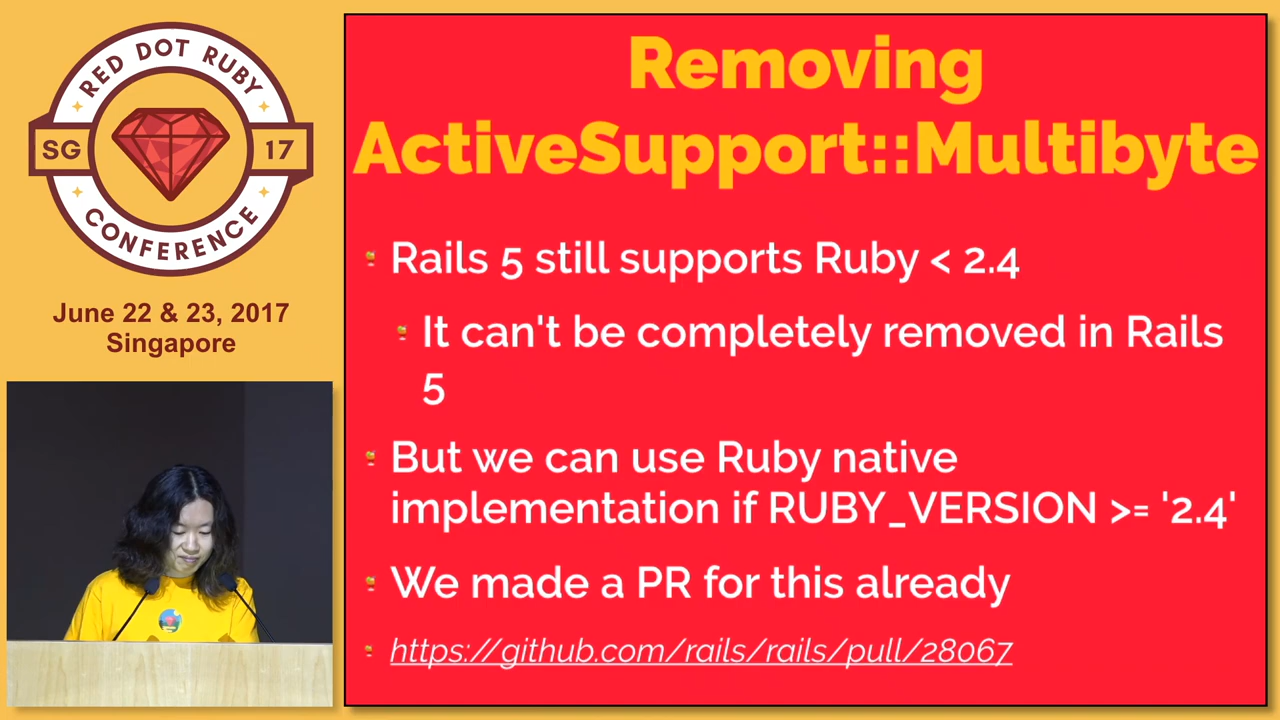 RED DOT RUBY
SG 17
CONFERENCE
June 22 & 23, 2017
Singapore
Removing
ActiveSupport::Multibyte
Rails 5 still supports Ruby < 2.4
It can't be completely removed in Rails
5
But we can use Ruby native
implementation if RUBY_VERSION >= '2.4'
We made a PR for this already
https://github.com/rails/rails/pull/28067